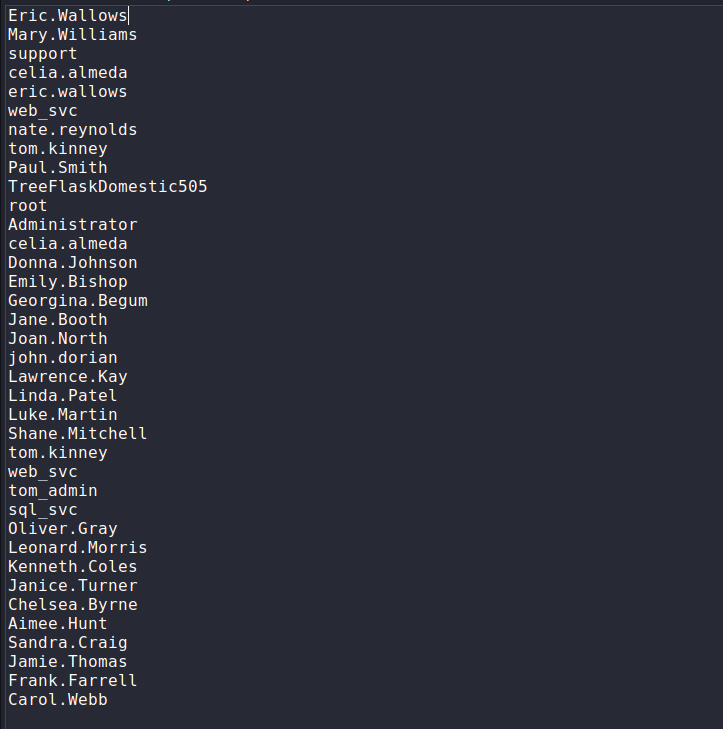 Eric.Wallows
Mary.Williams
support
celia.almeda
eric.wallows
web_svc
nate.reynolds
tom.kinney
Paul.Smith
TreeFlaskDomestic505
root
Administrator
celia.almeda
Donna.Johnson
Emily.Bishop
Georgina.Begum
Jane.Booth
Joan.North
john.dorian
Lawrence.Kay
Linda.Patel
Luke.Martin
Shane.Mitchell
tom.kinney
web_svc
tom_admin
sql_svc
Oliver.Gray
Leonard.Morris
Kenneth.Coles
Janice.Turner
Chelsea.Byrne
Aimee.Hunt
Sandra.Craig
Jamie.Thomas
Frank.Farrell
Carol.Webb